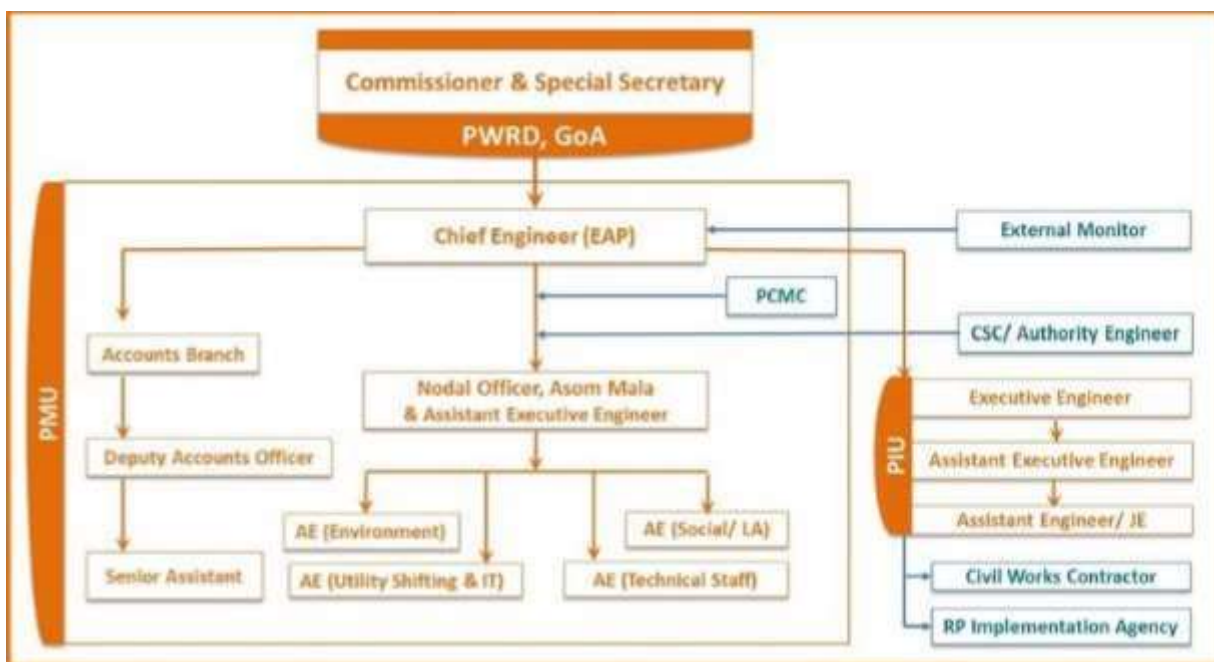 Commissioner & Special Secretary
PWRD, GoA
PMU
Chief Engineer (EAP)
External Monitor
PCMC
CSC/ Authority Engineer
Accounts Branch
Nodal Officer, Asom Mala
& Assistant Executive Engineer
Deputy Accounts Officer
Senior Assistant
AE (Environment)
AE (Social/ LA)
AE (Utility Shifting & IT)
AE (Technical Staff)
PIU
Executive Engineer
Assistant Executive Engineer
Assistant Engineer/ JE
Civil Works Contractor
RP Implementation Agency